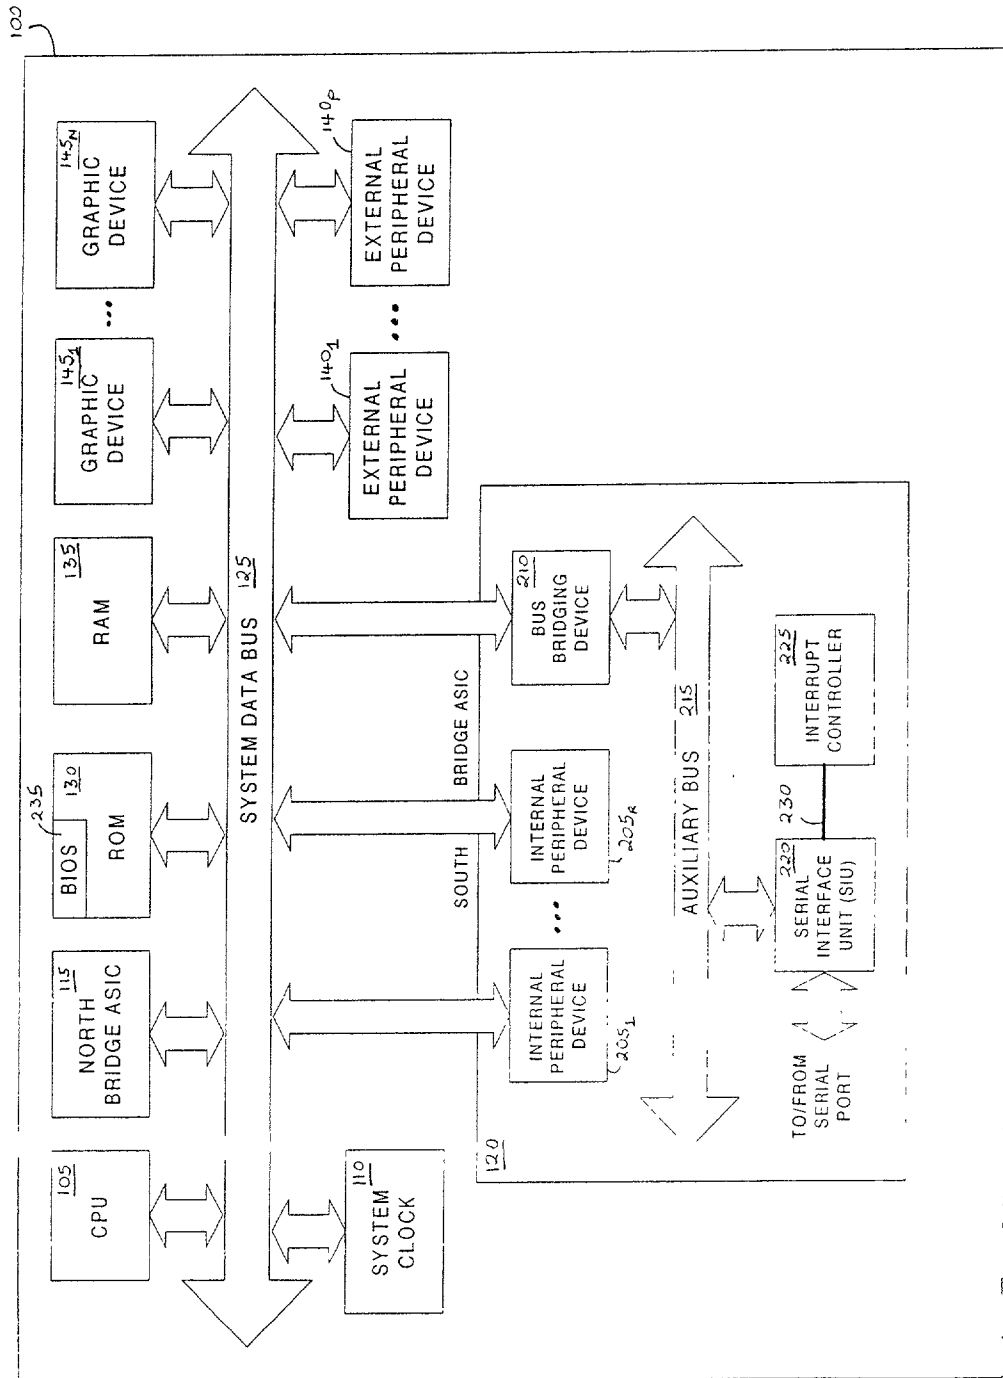 100
105
CPU
115
NORTH
BRIDGE ASIC
235
BIOS
130
ROM
135
RAM
145₁
GRAPHIC
DEVICE
...
145N
GRAPHIC
DEVICE
SYSTEM DATA BUS 125
110
SYSTEM
CLOCK
140₁
EXTERNAL
PERIPHERAL
DEVICE
...
140P
EXTERNAL
PERIPHERAL
DEVICE
120
SOUTH BRIDGE ASIC
INTERNAL
PERIPHERAL
DEVICE
205₁
...
INTERNAL
PERIPHERAL
DEVICE
205R
210
BUS
BRIDGING
DEVICE
AUXILIARY BUS 215
TO/FROM
SERIAL
PORT
220
SERIAL
INTERFACE
UNIT (SIU)
230
225
INTERRUPT
CONTROLLER